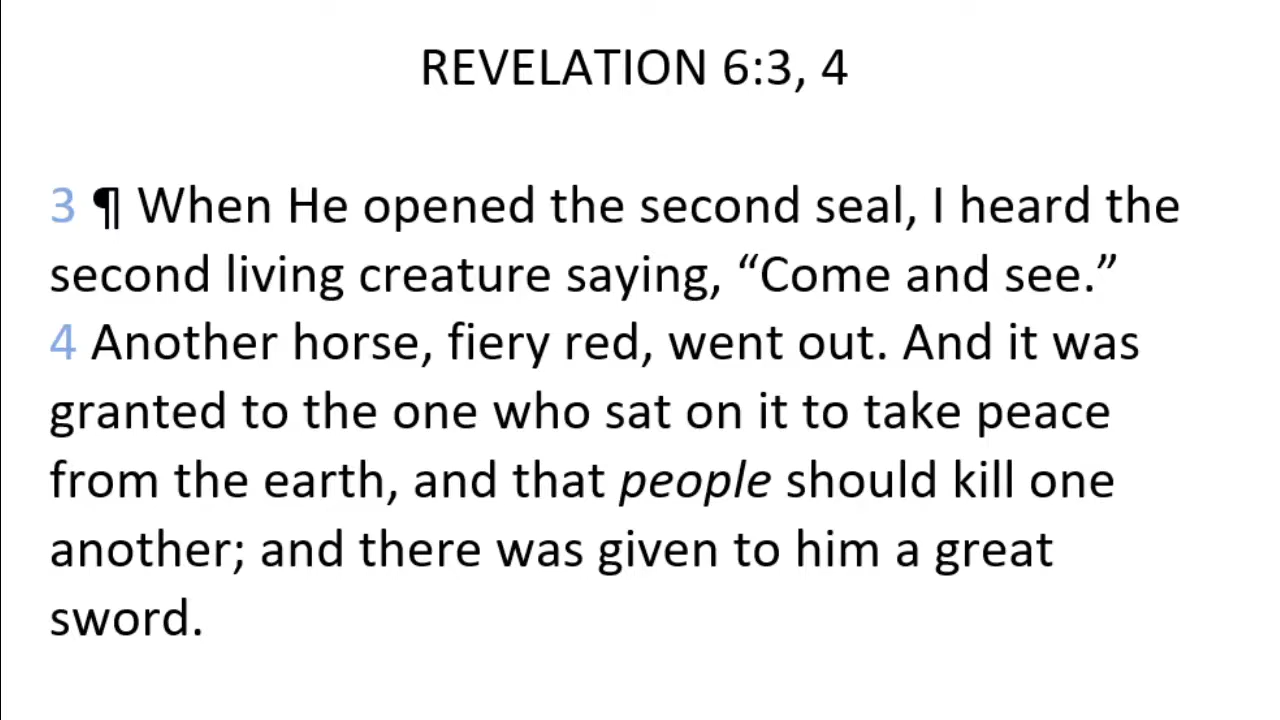 REVELATION 6:3, 4
3 ¶ When He opened the second seal, I heard the
second living creature saying, “Come and see.”
4 Another horse, fiery red, went out. And it was
granted to the one who sat on it to take peace
from the earth, and that people should kill one
another; and there was given to him a great
sword.